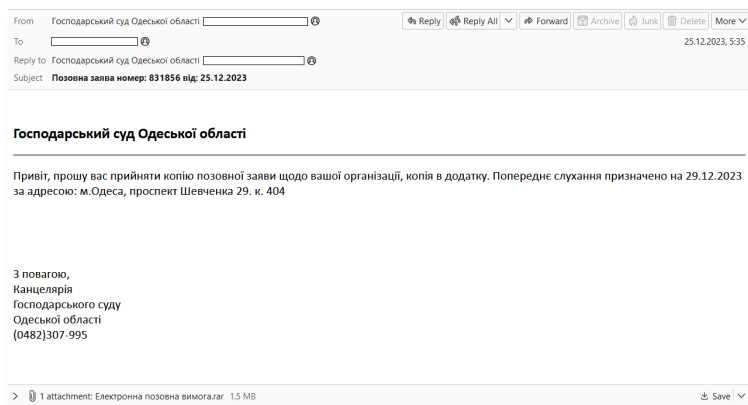 From Господарський суд Одеської області
Reply Reply All Forward Archive Junk Delete More
To
25.12.2023, 5:35
Reply to Господарський суд Одеської області
Subject Позовна заява номер: 831856 від: 25.12.2023
Господарський суд Одеської області
Привіт, прошу вас прийняти копію позовної заяви щодо вашої організації, копія в додатку. Попереднє слухання призначено на 29.12.2023
за адресою: м.Одеса, проспект Шевченка 29. к. 404
З повагою,
Канцелярія
Господарського суду
Одеської області
(0482)307-995
1 attachment: Електронна позовна вимога.rar 1,5 MB
Save